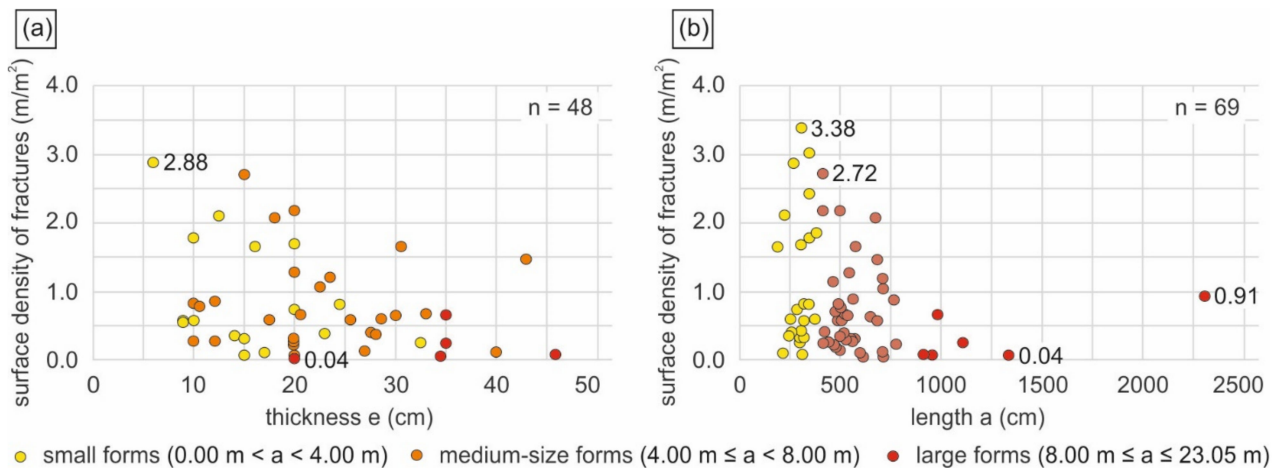 (a)
surface density of fractures (m/m²)
4.0
3.0
2.0
1.0
0.0
n = 48
2.88
0.04
0 10 20 30 40 50
thickness e (cm)
(b)
surface density of fractures (m/m²)
4.0
3.0
2.0
1.0
0.0
n = 69
3.38
2.72
0.91
0.04
0 500 1000 1500 2000 2500
length a (cm)
small forms (0.00 m < a < 4.00 m) medium-size forms (4.00 m ≤ a < 8.00 m) large forms (8.00 m ≤ a ≤ 23.05 m)